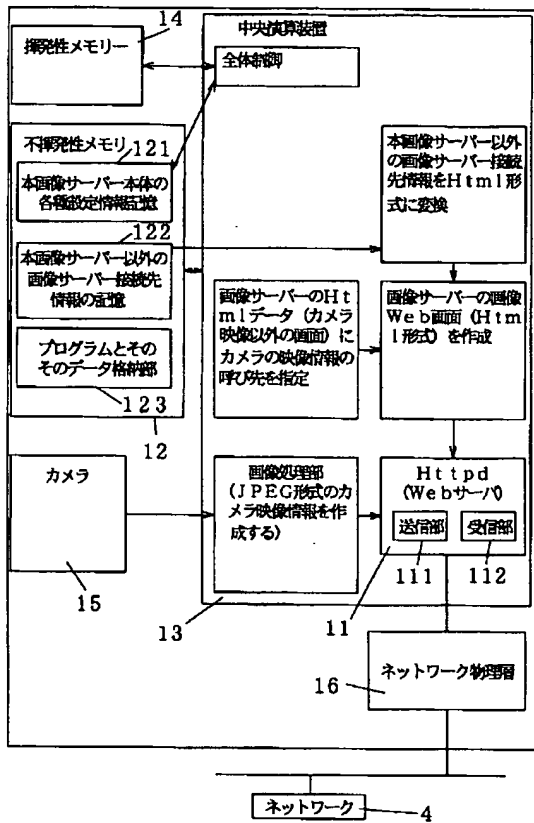 揮発性メモリー
14
中央演算装置
全体制御
不揮発性メモリ
121
本画像サーバー本体の
各種設定情報記憶
122
本画像サーバー以外の
画像サーバー接続先
情報の記憶
プログラムとその
そのデータ格納部
123
12
本画像サーバー以外
の画像サーバー接続
先情報をHtml形
式に変換
画像サーバーのHt
mlデータ(カメラ
映像以外の画面)に
カメラの映像情報の
呼び先を指定
画像サーバーの画像
Web画面(Htm
l形式)を作成
カメラ
15
画像処理部
(JPEG形式のカ
メラ映像情報を作
成する)
13
Httpd
(Webサーバ)
送信部
受信部
111
112
11
ネットワーク物理層
16
ネットワーク
4